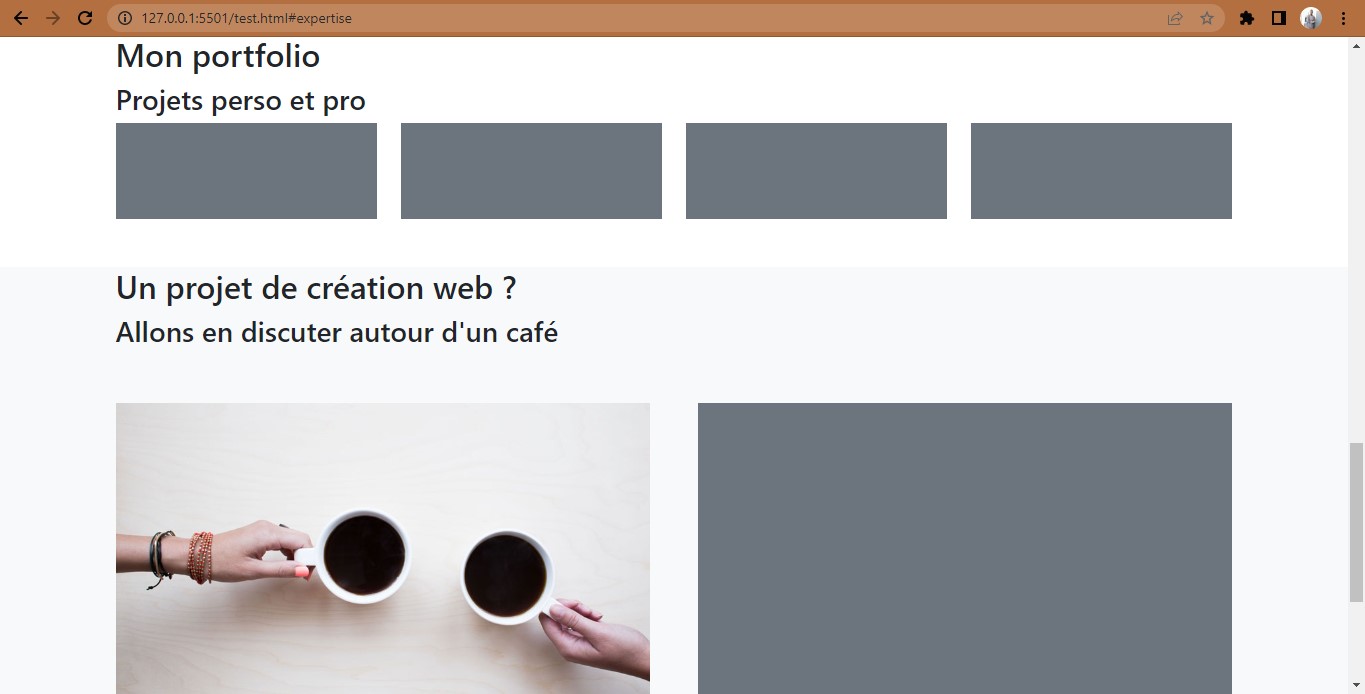 127.0.0.1:5501/test.html#expertise
Mon portfolio
Projets perso et pro
Un projet de création web ?
Allons en discuter autour d'un café